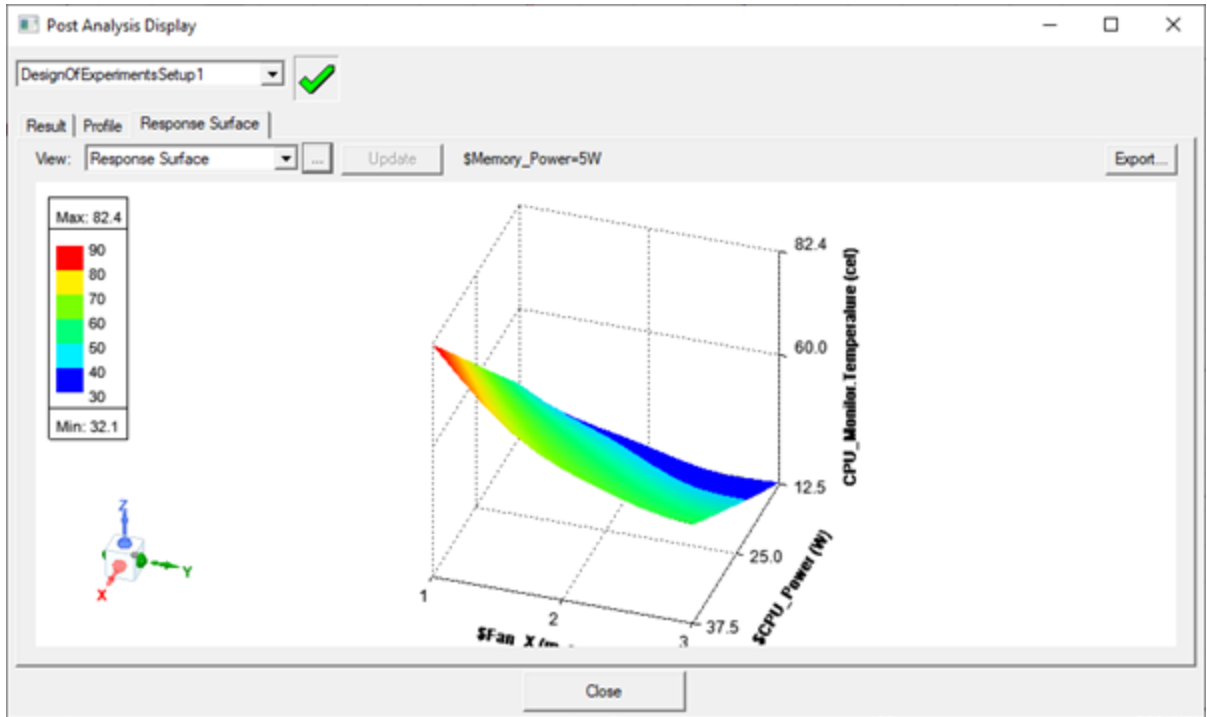 Post Analysis Display
DesignOfExperimentsSetup1
Result Profile Response Surface
View: Response Surface ... Update $Memory_Power=5W Export...
Max: 82.4
90
80
70
60
50
40
30
Min: 32.1
82.4
60.0
12.5
CPU_Monitor.Temperature (cel)
25.0
37.5
$CPU_Power (W)
1
2
3
$Fan_X
Z
Y
X
Close